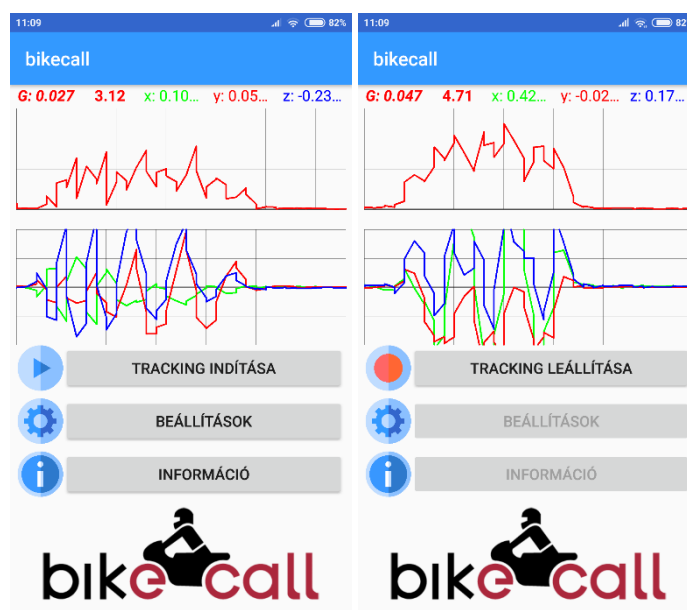 11:09
82%
bikecall
G: 0.027 3.12 x: 0.10... y: 0.05... z: -0.23...
TRACKING INDÍTÁSA
BEÁLLÍTÁSOK
INFORMÁCIÓ
bikecall
11:09
82
bikecall
G: 0.047 4.71 x: 0.42... y: -0.02... z: 0.17...
TRACKING LEÁLLÍTÁSA
BEÁLLÍTÁSOK
INFORMÁCIÓ
bikecall